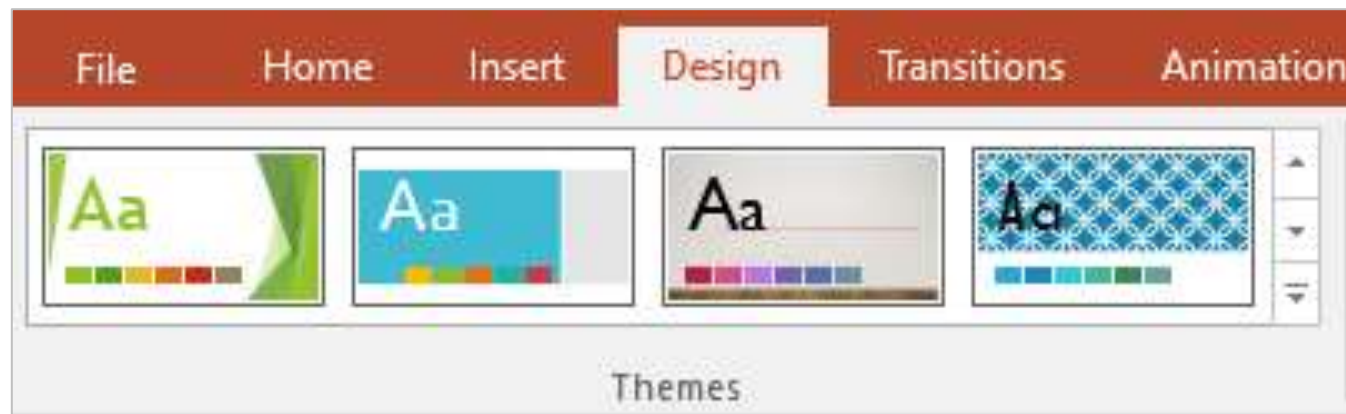 File Home Insert Design Transitions Animation
Aa Aa Aa Aa
Themes